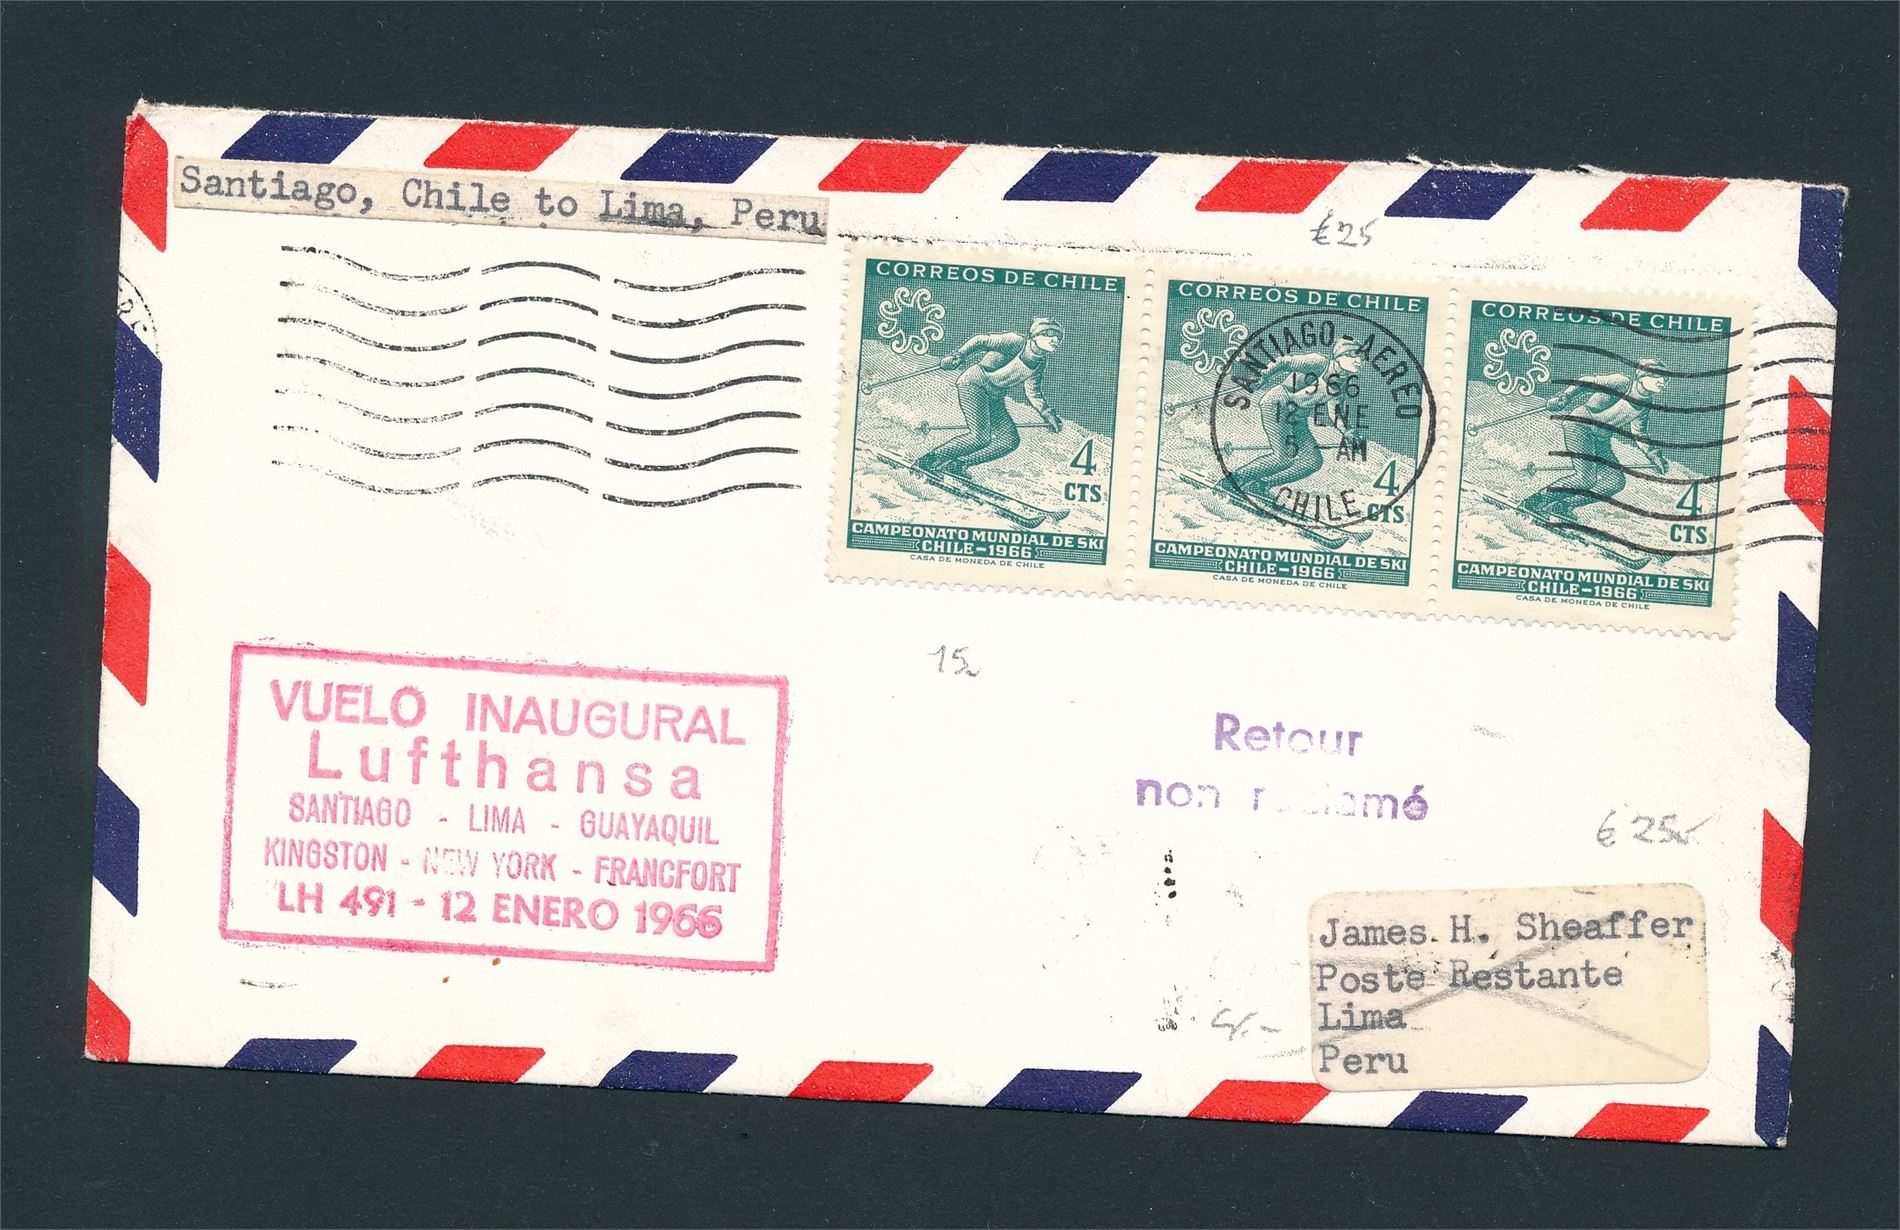 Santiago, Chile to Lima, Peru
€25
CORREOS DE CHILE
4
CTS
CAMPEONATO MUNDIAL DE SKI
CHILE-1966
CASA DE MONEDA DE CHILE
CORREOS DE CHILE
4
CTS
CAMPEONATO MUNDIAL DE SKI
CHILE-1966
CASA DE MONEDA DE CHILE
CORREOS DE CHILE
4
CTS
CAMPEONATO MUNDIAL DE SKI
CHILE-1966
CASA DE MONEDA DE CHILE
SANTIAGO-AEREO
1966
12 ENE
5 - AM
CHILE
15
VUELO INAUGURAL
Lufthansa
SANTIAGO - LIMA - GUAYAQUIL
KINGSTON - NEW YORK - FRANCFORT
LH 491 - 12 ENERO 1966
Retour
non réclamé
€ 25
James H. Sheaffer
Poste Restante
Lima
Peru